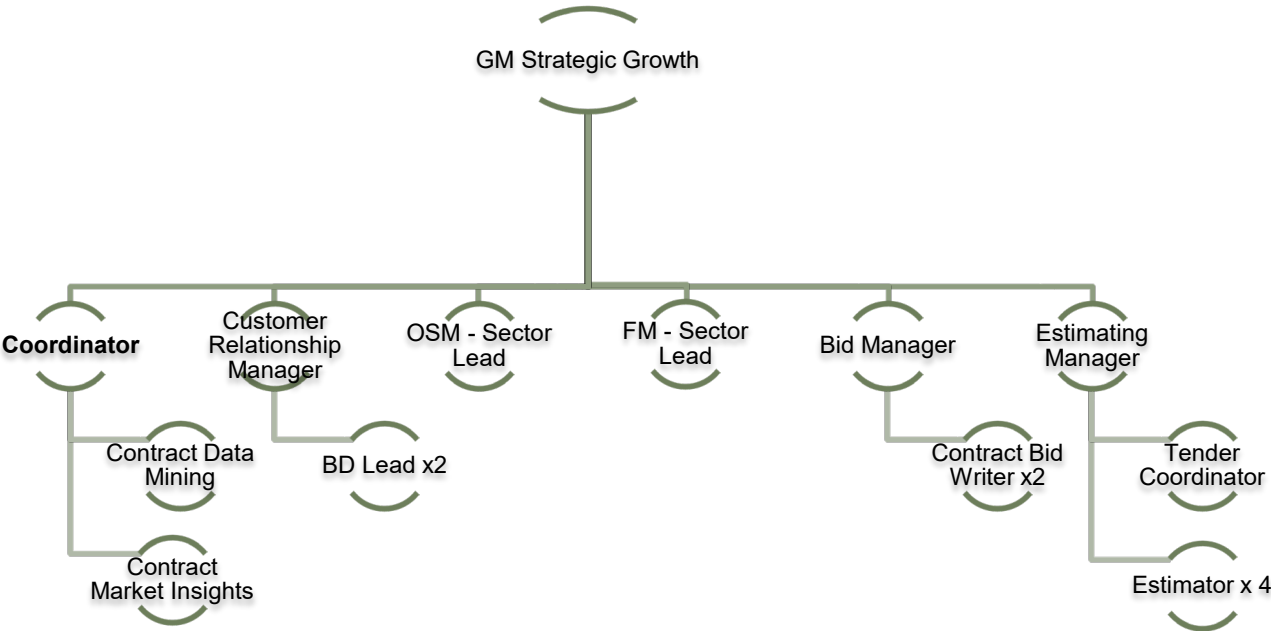 GM Strategic Growth
Coordinator
Customer
Relationship
Manager
OSM - Sector
Lead
FM - Sector
Lead
Bid Manager
Estimating
Manager
Contract Data
Mining
BD Lead x2
Contract Bid
Writer x2
Tender
Coordinator
Contract
Market Insights
Estimator x 4